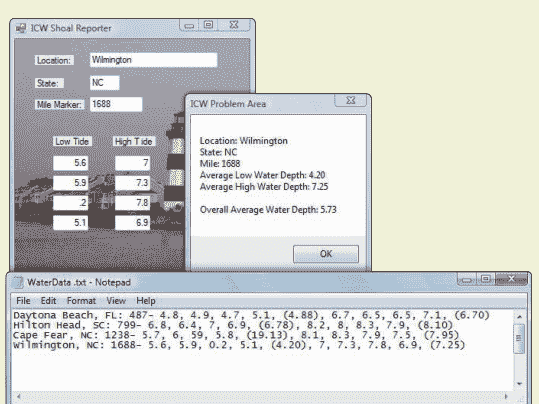 ICW Shoal Reporter
Location: Wilmington
State: NC
Mile Marker: 1688
Low Tide High Tide
5.6 7
5.9 7.3
.2 7.8
5.1 6.9
ICW Problem Area
Location: Wilmington
State: NC
Mile: 1688
Average Low Water Depth: 4.20
Average High Water Depth: 7.25
Overall Average Water Depth: 5.73
OK
WaterData .txt - Notepad
File Edit Format View Help
Daytona Beach, FL: 487- 4.8, 4.9, 4.7, 5.1, (4.88), 6.7, 6.5, 6.5, 7.1, (6.70)
Hilton Head, SC: 799- 6.8, 6.4, 7, 6.9, (6.78), 8.2, 8, 8.3, 7.9, (8.10)
Cape Fear, NC: 1238- 5.7, 6, 59, 5.8, (19.13), 8.1, 8.3, 7.9, 7.5, (7.95)
Wilmington, NC: 1688- 5.6, 5.9, 0.2, 5.1, (4.20), 7, 7.3, 7.8, 6.9, (7.25)